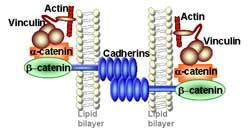 Actin
Vinculin
α-catenin
β-catenin
Cadherins
Lipid
bilayer
Lipid
bilayer
Actin
Vinculin
α-catenin
β-catenin